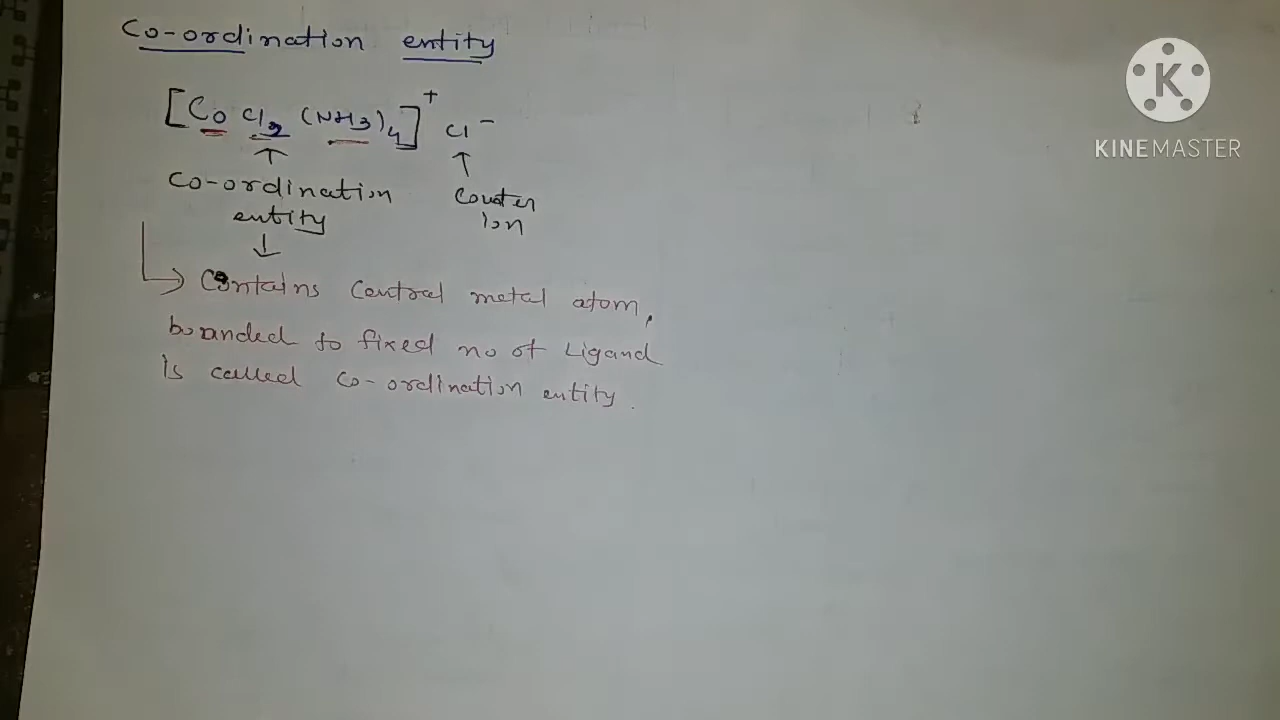 Co-ordination entity
[Co Cl2 (NH3)4]+ Cl-
Co-ordination entity
Counter ion
Contains Central metal atom,
bounded to fixed no of Ligand
is called Co-ordination entity.
K
KINEMASTER